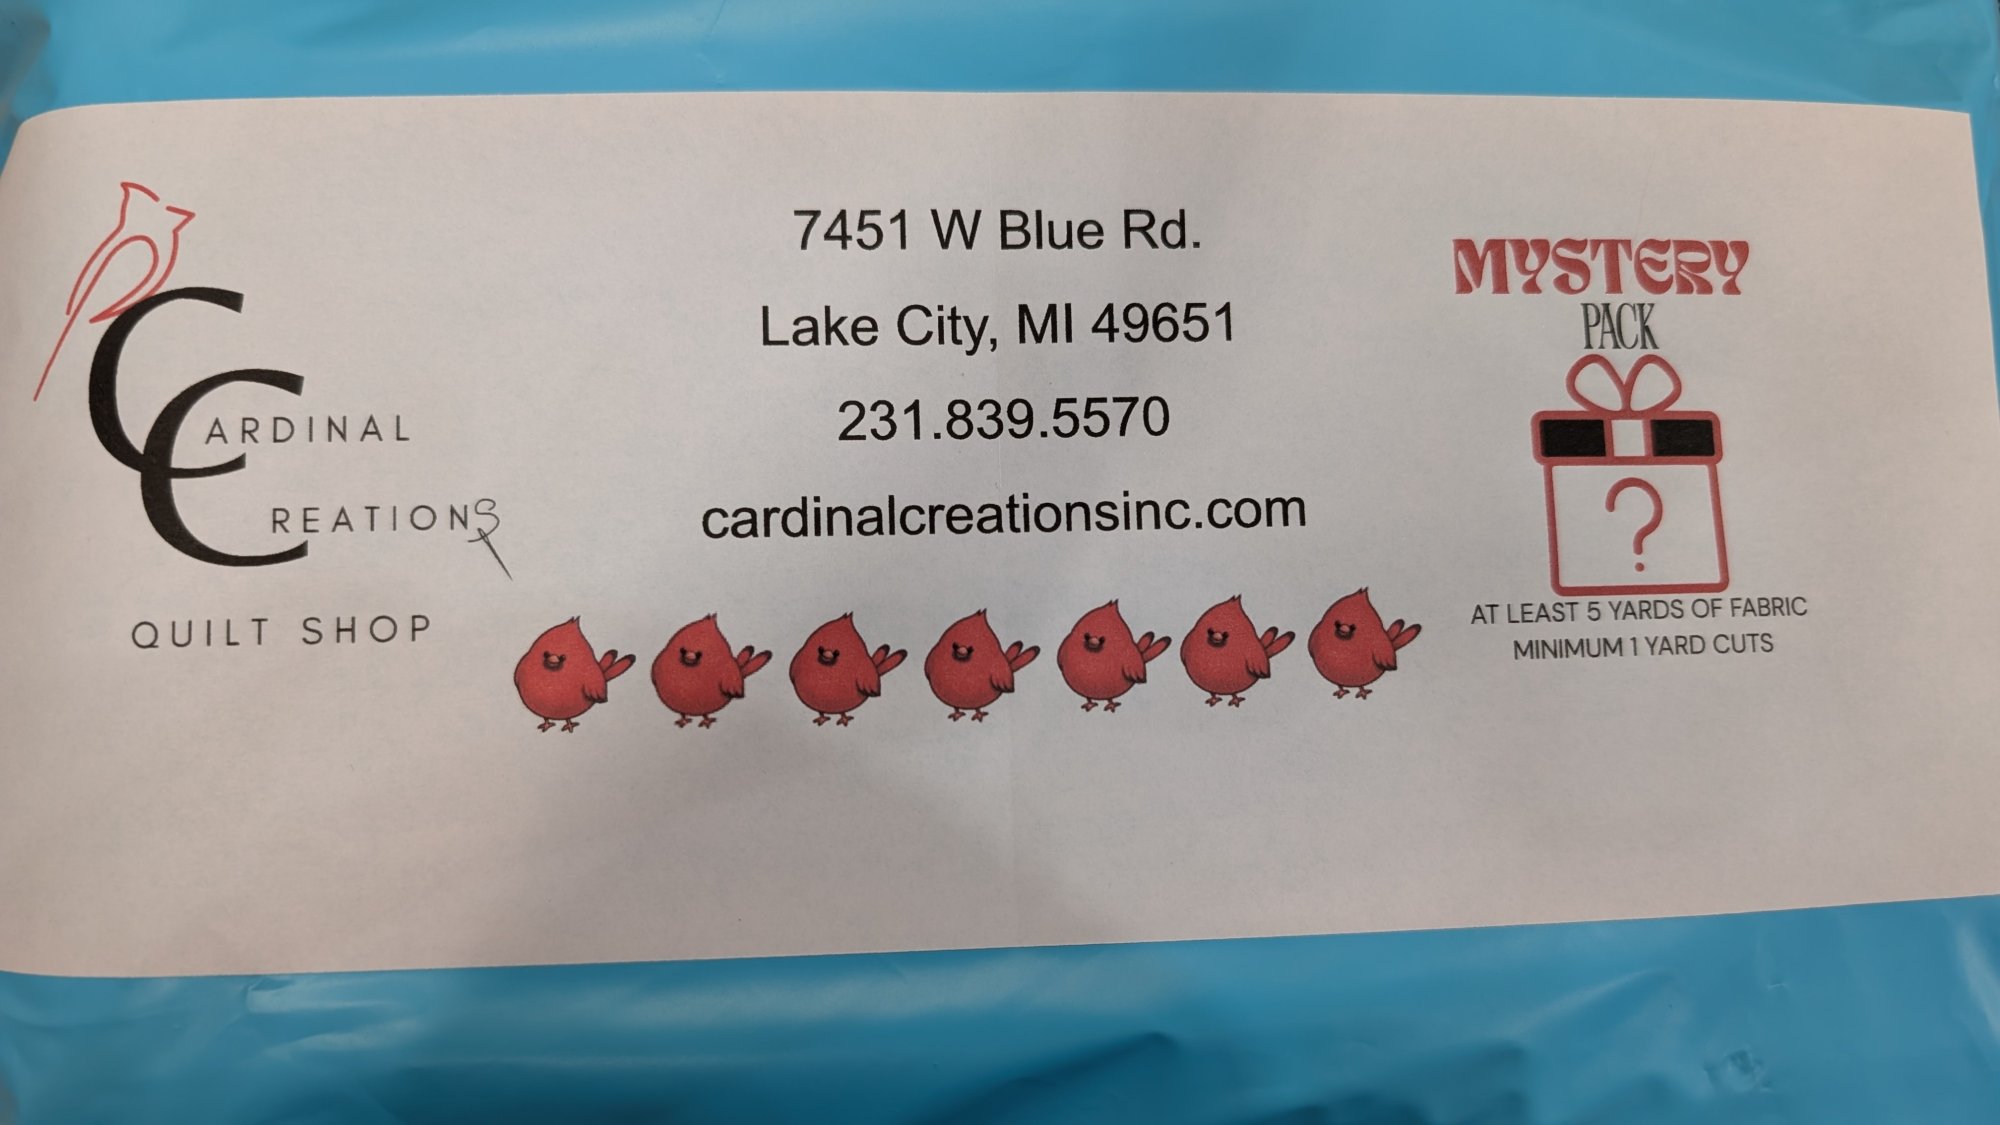 CARDINAL
CREATIONS
QUILT SHOP
7451 W Blue Rd.
Lake City, MI 49651
231.839.5570
cardinalcreationsinc.com
MYSTERY
PACK
?
AT LEAST 5 YARDS OF FABRIC
MINIMUM 1 YARD CUTS